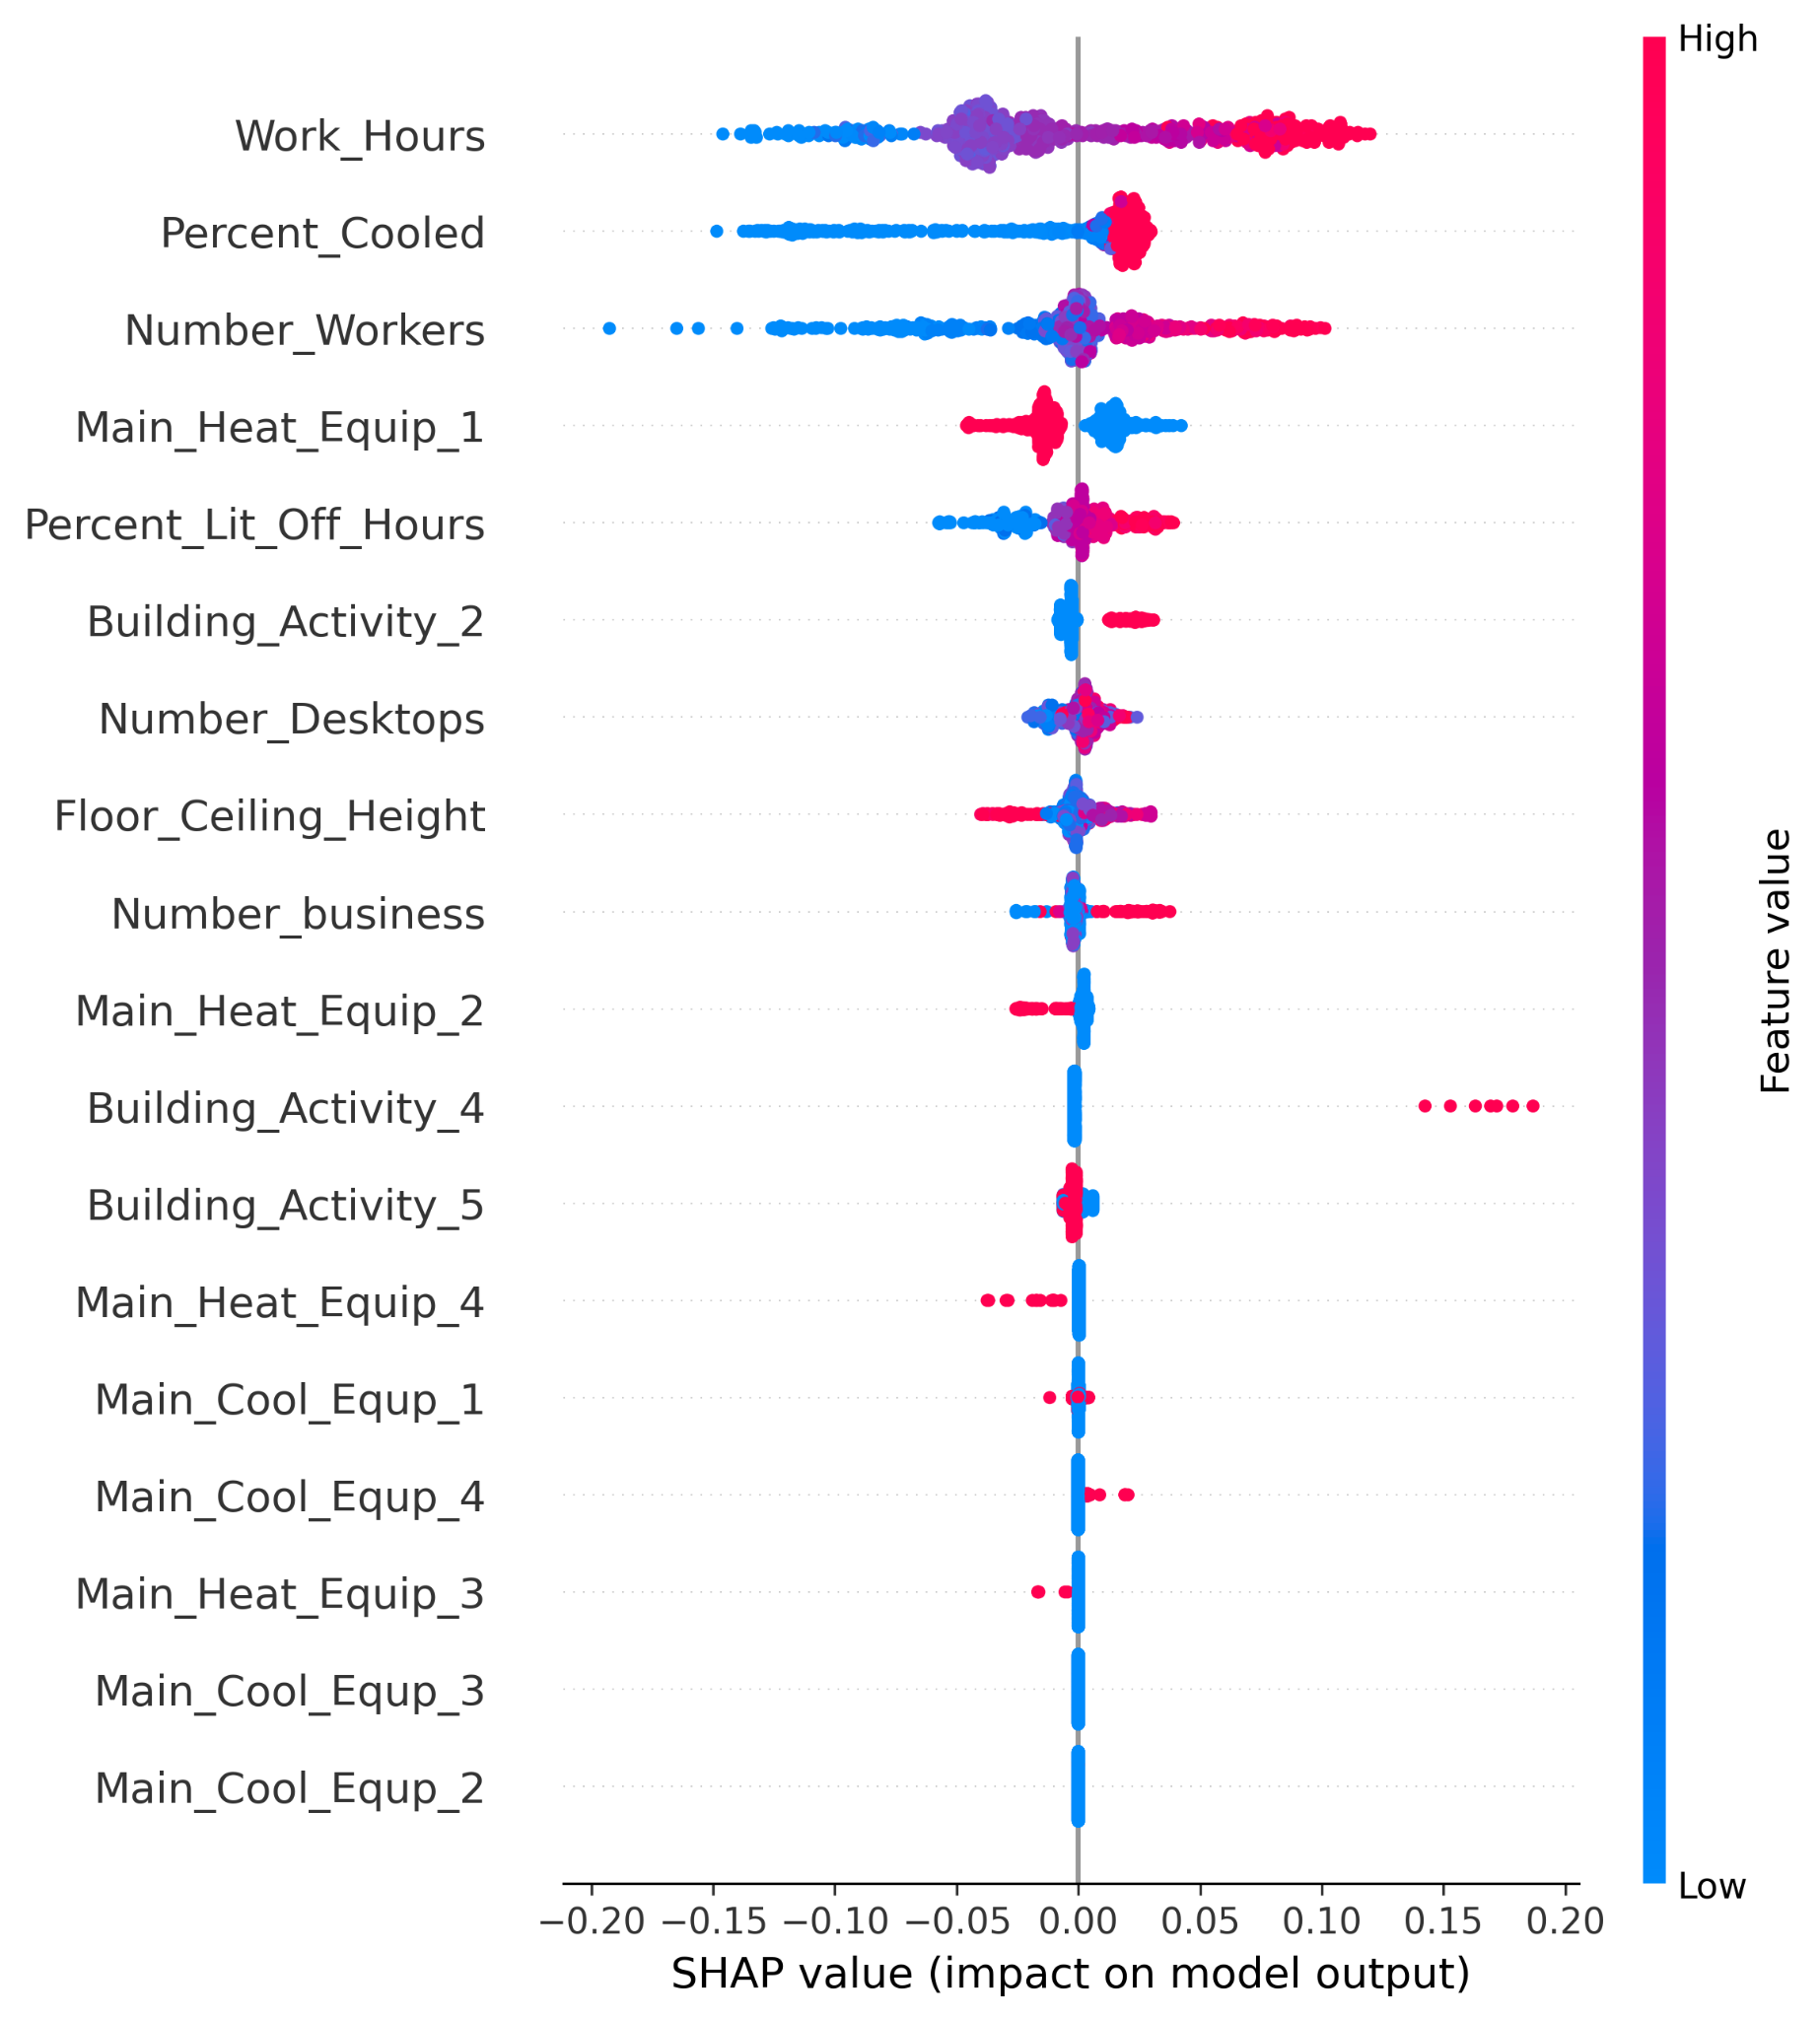 High
Work_Hours
Percent_Cooled
Number_Workers
Main_Heat_Equip_1
Percent_Lit_Off_Hours
Building_Activity_2
Number_Desktops
Floor_Ceiling_Height
Number_business
Main_Heat_Equip_2
Building_Activity_4
Building_Activity_5
Main_Heat_Equip_4
Main_Cool_Equp_1
Main_Cool_Equp_4
Main_Heat_Equip_3
Main_Cool_Equp_3
Main_Cool_Equp_2
Feature value
Low
−0.20 −0.15 −0.10 −0.05 0.00 0.05 0.10 0.15 0.20
SHAP value (impact on model output)